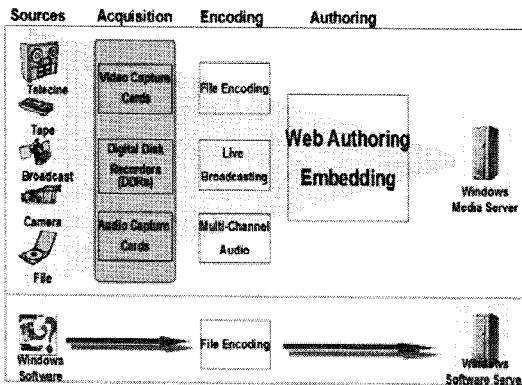 Sources Acquisition Encoding Authoring
Telecine
Tape
Broadcast
Camera
File
Video Capture
Cards
Digital Disk
Recorders
(DDRs)
Audio Capture
Cards
File Encoding
Live
Broadcasting
Multi-Channel
Audio
Web Authoring
Embedding
Windows
Media Server
Windows
Software
File Encoding
Windows
Software Server